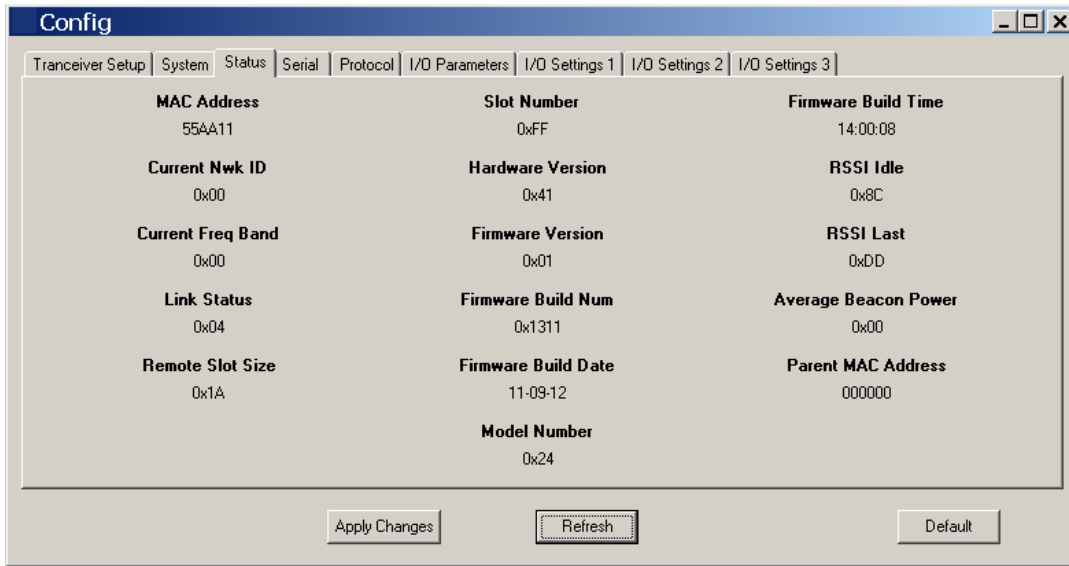 Config
Tranceiver Setup System Status Serial Protocol I/O Parameters I/O Settings 1 I/O Settings 2 I/O Settings 3
MAC Address Slot Number Firmware Build Time
55AA11 0xFF 14:00:08
Current Nwk ID Hardware Version RSSI Idle
0x00 0x41 0x8C
Current Freq Band Firmware Version RSSI Last
0x00 0x01 0xDD
Link Status Firmware Build Num Average Beacon Power
0x04 0x1311 0x00
Remote Slot Size Firmware Build Date Parent MAC Address
0x1A 11-09-12 000000
Model Number
0x24
Apply Changes Refresh Default